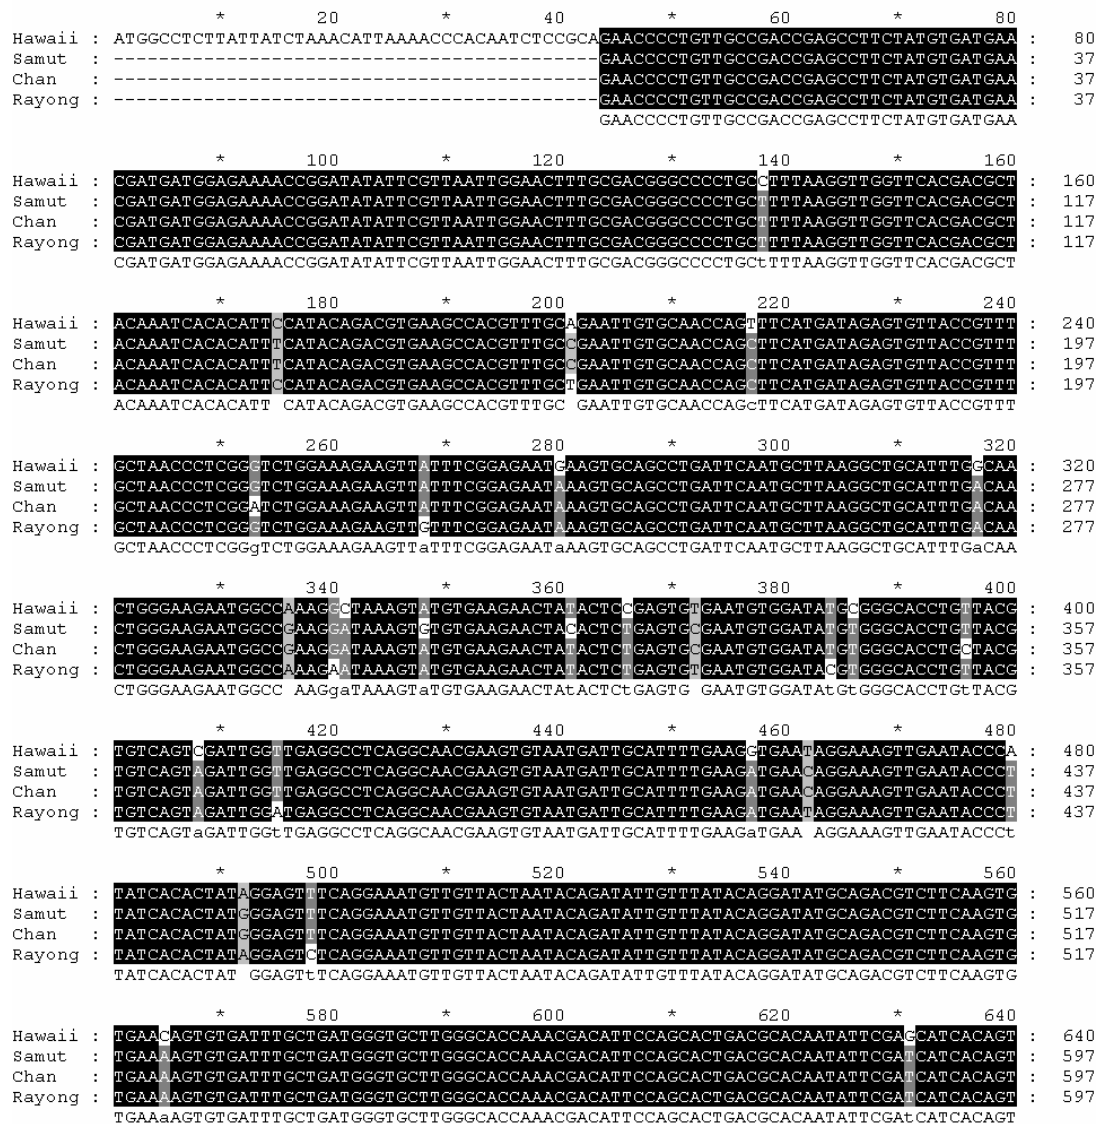 * 20 * 40 * 60 * 80
Hawaii : ATGGCCTCTTATTATCTAAACATTAAAACCCACAATCTCCGCAGAACCCCTGTTGCCGACCGAGCCTTCTATGTGATGAA : 80
Samut : -------------------------------------------GAACCCCTGTTGCCGACCGAGCCTTCTATGTGATGAA : 37
Chan : -------------------------------------------GAACCCCTGTTGCCGACCGAGCCTTCTATGTGATGAA : 37
Rayong : -------------------------------------------GAACCCCTGTTGCCGACCGAGCCTTCTATGTGATGAA : 37
GAACCCCTGTTGCCGACCGAGCCTTCTATGTGATGAA
* 100 * 120 * 140 * 160
Hawaii : CGATGATGGAGAAAACCGGATATATTCGTTAATTGGAACTTTGCGACGGGCCCCTGCCTTTAAGGTTGGTTCACGACGCT : 160
Samut : CGATGATGGAGAAAACCGGATATATTCGTTAATTGGAACTTTGCGACGGGCCCCTGCTTTTAAGGTTGGTTCACGACGCT : 117
Chan : CGATGATGGAGAAAACCGGATATATTCGTTAATTGGAACTTTGCGACGGGCCCCTGCTTTTAAGGTTGGTTCACGACGCT : 117
Rayong : CGATGATGGAGAAAACCGGATATATTCGTTAATTGGAACTTTGCGACGGGCCCCTGCTTTTAAGGTTGGTTCACGACGCT : 117
CGATGATGGAGAAAACCGGATATATTCGTTAATTGGAACTTTGCGACGGGCCCCTGCtTTTAAGGTTGGTTCACGACGCT
* 180 * 200 * 220 * 240
Hawaii : ACAAATCACACATTCCATACAGACGTGAAGCCACGTTTGCAGAATTGTGCAACCAGTTTCATGATAGAGTGTTACCGTTT : 240
Samut : ACAAATCACACATTTCATACAGACGTGAAGCCACGTTTGCCGAATTGTGCAACCAGCTTCATGATAGAGTGTTACCGTTT : 197
Chan : ACAAATCACACATTTCATACAGACGTGAAGCCACGTTTGCCGAATTGTGCAACCAGCTTCATGATAGAGTGTTACCGTTT : 197
Rayong : ACAAATCACACATTCCATACAGACGTGAAGCCACGTTTGCTGAATTGTGCAACCAGCTTCATGATAGAGTGTTACCGTTT : 197
ACAAATCACACATT CATACAGACGTGAAGCCACGTTTGC GAATTGTGCAACCAGcTTCATGATAGAGTGTTACCGTTT
* 260 * 280 * 300 * 320
Hawaii : GCTAACCCTCGGGTCTGGAAAGAAGTTATTTCGGAGAATGAAGTGCAGCCTGATTCAATGCTTAAGGCTGCATTTGGCAA : 320
Samut : GCTAACCCTCGGGTCTGGAAAGAAGTTATTTCGGAGAATAAAGTGCAGCCTGATTCAATGCTTAAGGCTGCATTTGACAA : 277
Chan : GCTAACCCTCGGATCTGGAAAGAAGTTATTTCGGAGAATAAAGTGCAGCCTGATTCAATGCTTAAGGCTGCATTTGACAA : 277
Rayong : GCTAACCCTCGGGTCTGGAAAGAAGTTGTTTCGGAGAATAAAGTGCAGCCTGATTCAATGCTTAAGGCTGCATTTGACAA : 277
GCTAACCCTCGGgTCTGGAAAGAAGTTaTTTCGGAGAATaAAGTGCAGCCTGATTCAATGCTTAAGGCTGCATTTGaCAA
* 340 * 360 * 380 * 400
Hawaii : CTGGGAAGAATGGCCAAAGGCTAAAGTATGTGAAGAACTATACTCCGAGTGTGAATGTGGATATGCGGGCACCTGTTACG : 400
Samut : CTGGGAAGAATGGCCGAAGGATAAAGTGTGTGAAGAACTACACTCTGAGTGCGAATGTGGATATGTGGGCACCTGTTACG : 357
Chan : CTGGGAAGAATGGCCGAAGGATAAAGTATGTGAAGAACTATACTCTGAGTGCGAATGTGGATATGTGGGCACCTGCTACG : 357
Rayong : CTGGGAAGAATGGCCAAAGAATAAAGTATGTGAAGAACTATACTCTGAGTGTGAATGTGGATACGTGGGCACCTGTTACG : 357
CTGGGAAGAATGGCC AAGgaTAAAGTaTGTGAAGAACTAtACTCtGAGTG GAATGTGGATAtGtGGGCACCTGtTACG
* 420 * 440 * 460 * 480
Hawaii : TGTCAGTCGATTGGTTGAGGCCTCAGGCAACGAAGTGTAATGATTGCATTTTGAAGGTGAATAGGAAAGTTGAATACCCA : 480
Samut : TGTCAGTAGATTGGTTGAGGCCTCAGGCAACGAAGTGTAATGATTGCATTTTGAAGATGAACAGGAAAGTTGAATACCCT : 437
Chan : TGTCAGTAGATTGGTTGAGGCCTCAGGCAACGAAGTGTAATGATTGCATTTTGAAGATGAACAGGAAAGTTGAATACCCT : 437
Rayong : TGTCAGTAGATTGGATGAGGCCTCAGGCAACGAAGTGTAATGATTGCATTTTGAAGATGAATAGGAAAGTTGAATACCCT : 437
TGTCAGTaGATTGGtTGAGGCCTCAGGCAACGAAGTGTAATGATTGCATTTTGAAGaTGAA AGGAAAGTTGAATACCCt
* 500 * 520 * 540 * 560
Hawaii : TATCACACTATAGGAGTTTCAGGAAATGTTGTTACTAATACAGATATTGTTTATACAGGATATGCAGACGTCTTCAAGTG : 560
Samut : TATCACACTATGGGAGTTTCAGGAAATGTTGTTACTAATACAGATATTGTTTATACAGGATATGCAGACGTCTTCAAGTG : 517
Chan : TATCACACTATGGGAGTTTCAGGAAATGTTGTTACTAATACAGATATTGTTTATACAGGATATGCAGACGTCTTCAAGTG : 517
Rayong : TATCACACTATAGGAGTCTCAGGAAATGTTGTTACTAATACAGATATTGTTTATACAGGATATGCAGACGTCTTCAAGTG : 517
TATCACACTAT GGAGTtTCAGGAAATGTTGTTACTAATACAGATATTGTTTATACAGGATATGCAGACGTCTTCAAGTG
* 580 * 600 * 620 * 640
Hawaii : TGAACAGTGTGATTTGCTGATGGGTGCTTGGGCACCAAACGACATTCCAGCACTGACGCACAATATTCGAGCATCACAGT : 640
Samut : TGAAAAGTGTGATTTGCTGATGGGTGCTTGGGCACCAAACGACATTCCAGCACTGACGCACAATATTCGATCATCACAGT : 597
Chan : TGAAAAGTGTGATTTGCTGATGGGTGCTTGGGCACCAAACGACATTCCAGCACTGACGCACAATATTCGATCATCACAGT : 597
Rayong : TGAAAAGTGTGATTTGCTGATGGGTGCTTGGGCACCAAACGACATTCCAGCACTGACGCACAATATTCGATCATCACAGT : 597
TGAAaAGTGTGATTTGCTGATGGGTGCTTGGGCACCAAACGACATTCCAGCACTGACGCACAATATTCGAtCATCACAGT